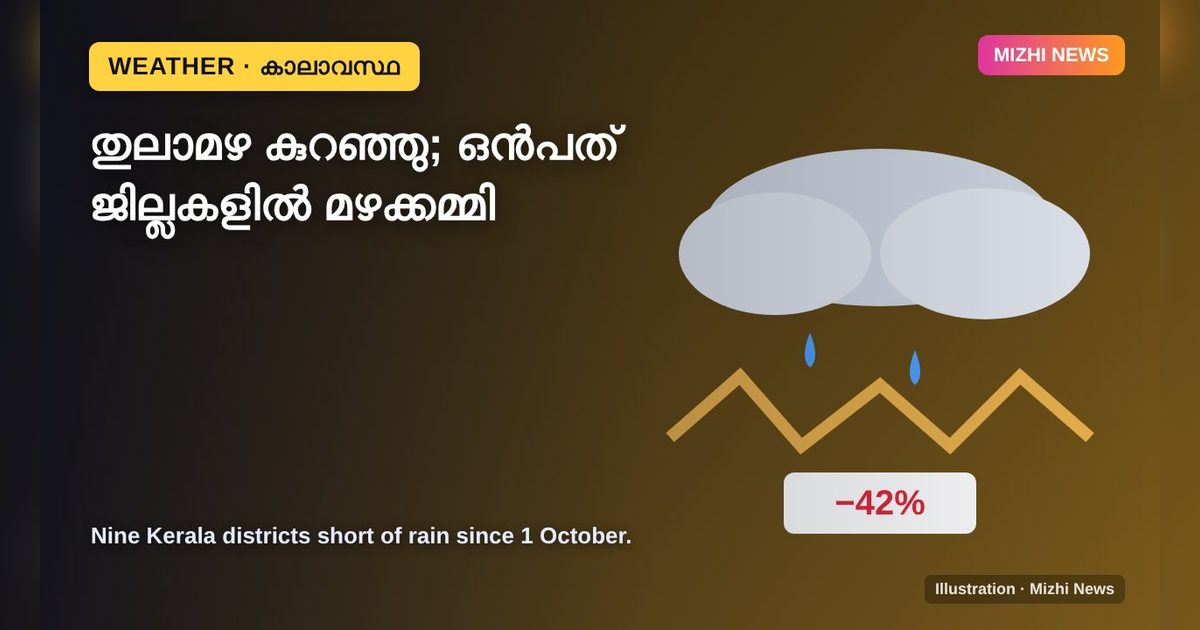 WEATHER · കാലാവസ്ഥ
MIZHI NEWS
തുലാമഴ കുറഞ്ഞു; ഒൻപത്
ജില്ലകളിൽ മഴക്കമ്മി
−42%
Nine Kerala districts short of rain since 1 October.
Illustration · Mizhi News